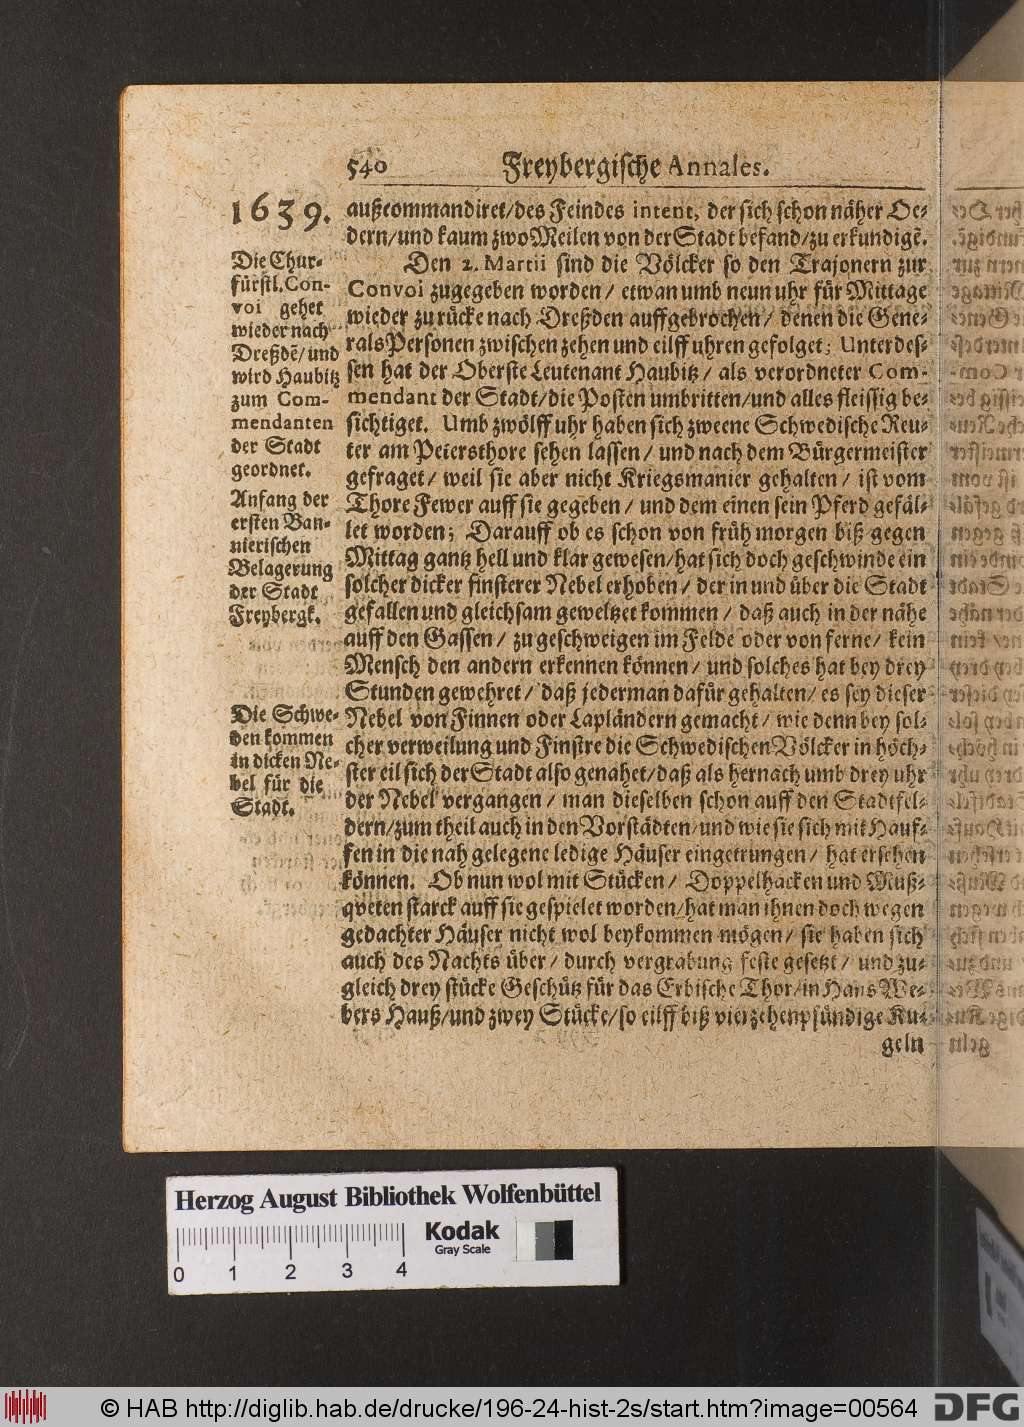 540 Freybergische Annales.
1639.
Die Chur-
fürstl. Con-
voi gehet
wieder nach
Dreßdē/ und
wird Haubitz
zum Com-
mendanten
der Stadt
geordnet.
Anfang der
ersten Ban-
nierischen
Belagerung
der Stadt
Freybergk.
Die Schwe-
den kommen
in dicken Ne-
bel für die
Stadt.
außcommandiret/des Feindes intent, der sich schon näher Oe-
dern/und kaum zwo Meilen von der Stadt befand/zu erkundigē.
Den 2. Martii sind die Völcker so den Trajonern zur
Convoi zugegeben worden/ etwan umb neun uhr für Mittage
wieder zu rücke nach Dreßden auffgebrochen/ denen die Gene-
rals Personen zwischen zehen und eilff uhren gefolget; Unterdes-
sen hat der Oberste Leutenant Haubitz/ als verordneter Com-
mendant der Stadt/die Posten umbritten/und alles fleissig be-
sichtiget. Umb zwölff uhr haben sich zweene Schwedische Reu-
ter am Petersthore sehen lassen/ und nach dem Bürgermeister
gefraget/ weil sie aber nicht Kriegsmanier gehalten/ ist vom
Thore Fewer auff sie gegeben/ und dem einen sein Pferd gefäl-
let worden; Darauff ob es schon von früh morgen biß gegen
Mittag gantz hell und klar gewesen/hat sich doch geschwinde ein
solcher dicker finsterer Nebel erhoben/ der in und über die Stadt
gefallen und gleichsam geweltzet kommen/ daß auch in der nähe
auff den Gassen/ zu geschweigen im Felde oder von ferne/ kein
Mensch den andern erkennen können/ und solches hat bey drey
Stunden gewehret/ daß jederman dafür gehalten/ es sey dieser
Nebel von Finnen oder Lapländern gemacht/ wie denn bey sol-
cher verweilung und Finstre die Schwedischen Völcker in höch-
ster eil sich der Stadt also genahet/daß als hernach umb drey uhr
der Nebel vergangen/ man dieselben schon auff den Stadtfel-
dern/zum theil auch in den Vorstädten/und wie sie sich mit Hauf-
fen in die nah gelegene ledige Häuser eingetrungen/ hat ersehen
können. Ob nun wol mit Stücken/ Doppelhacken und Muß-
qveten starck auff sie gespielet worden/hat man ihnen doch wegen
gedachter Häuser nicht wol beykommen mögen/ sie haben sich
auch des Nachts über/ durch vergrabung feste gesetzt/ und zu-
gleich drey stücke Geschütz für das Erbische Thor/in Hans We-
bers Hauß/und zwey Stücke/so eilff biß vierzehenpfündige Ku-
geln
Herzog August Bibliothek Wolfenbüttel
Kodak
Gray Scale
0 1 2 3 4
© HAB http://diglib.hab.de/drucke/196-24-hist-2s/start.htm?image=00564
DFG